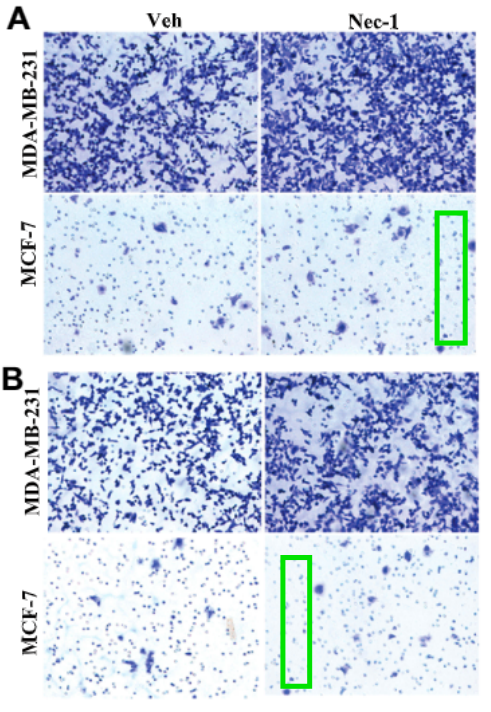 A
Veh
Nec-1
MDA-MB-231
MCF-7
B
MDA-MB-231
MCF-7